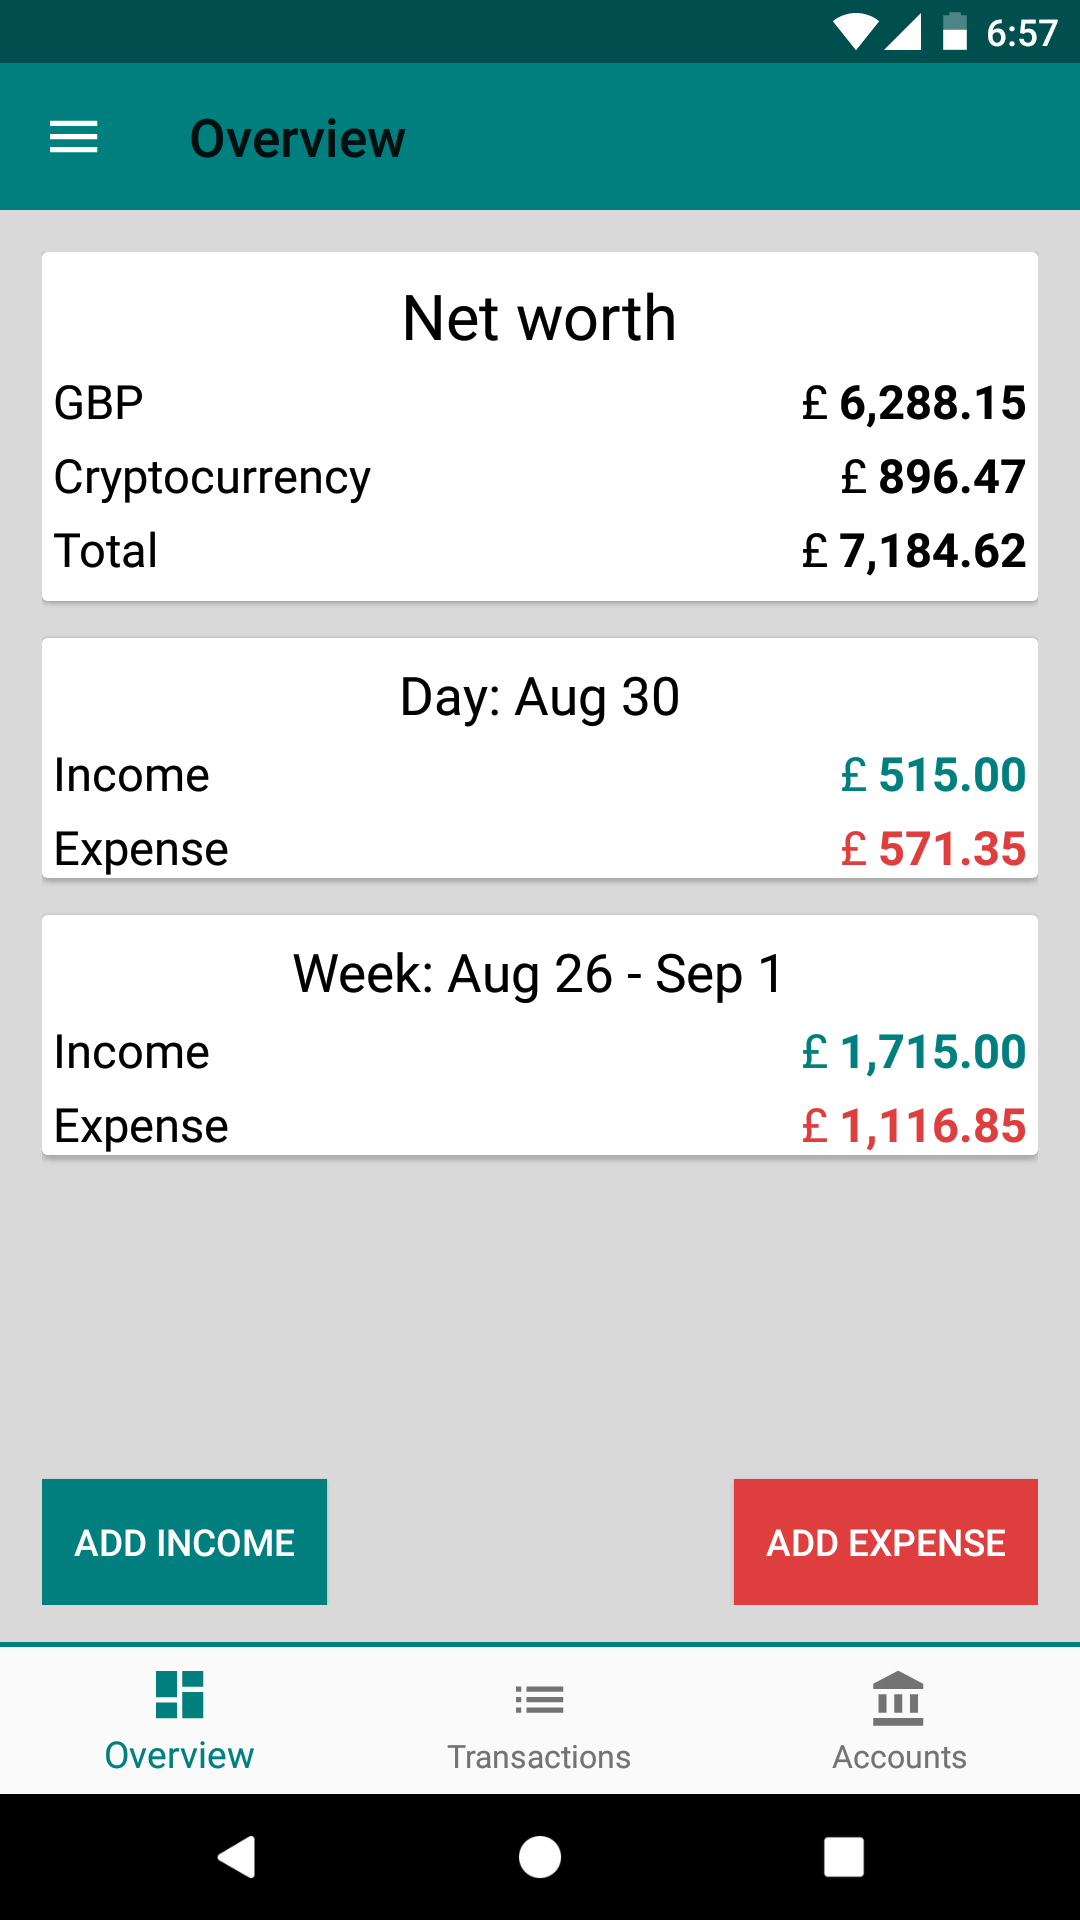 6:57
Overview
Net worth
GBP £ 6,288.15
Cryptocurrency £ 896.47
Total £ 7,184.62
Day: Aug 30
Income £ 515.00
Expense £ 571.35
Week: Aug 26 - Sep 1
Income £ 1,715.00
Expense £ 1,116.85
ADD INCOME ADD EXPENSE
Overview Transactions Accounts